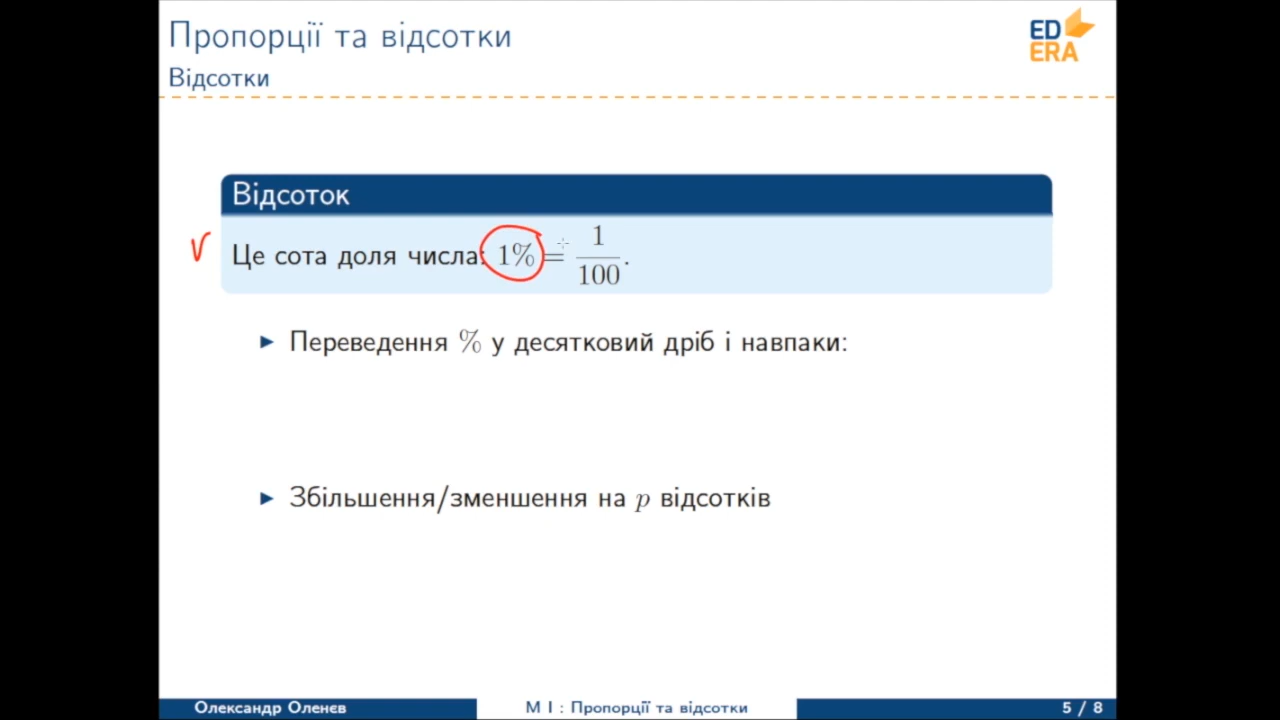 Пропорції та відсотки
ED
ERA
Відсотки
Відсоток
Це сота доля числа: 1% = 1/100.
Переведення % у десятковий дріб і навпаки:
Збільшення/зменшення на p відсотків
Олександр Оленєв
М І : Пропорції та відсотки
5 / 8